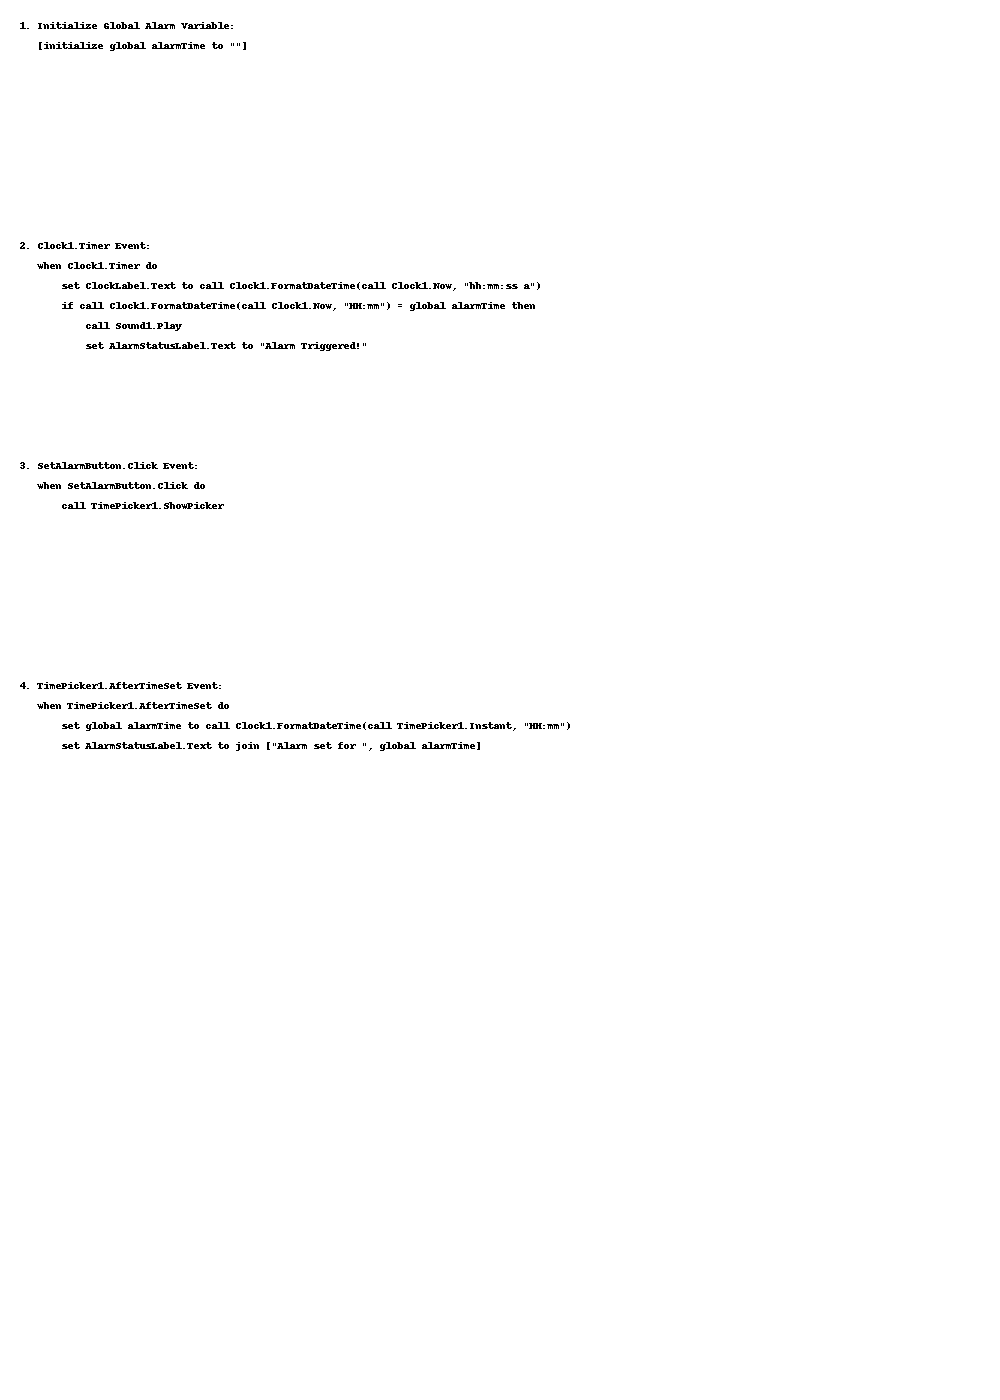 1. Initialize Global Alarm Variable:
[initialize global alarmTime to ""]
2. Clock1.Timer Event:
when Clock1.Timer do
set ClockLabel.Text to call Clock1.FormatDateTime(call Clock1.Now, "hh:mm:ss a")
if call Clock1.FormatDateTime(call Clock1.Now, "HH:mm") = global alarmTime then
call Sound1.Play
set AlarmStatusLabel.Text to "Alarm Triggered!"
3. SetAlarmButton.Click Event:
when SetAlarmButton.Click do
call TimePicker1.ShowPicker
4. TimePicker1.AfterTimeSet Event:
when TimePicker1.AfterTimeSet do
set global alarmTime to call Clock1.FormatDateTime(call TimePicker1.Instant, "HH:mm")
set AlarmStatusLabel.Text to join ["Alarm set for ", global alarmTime]